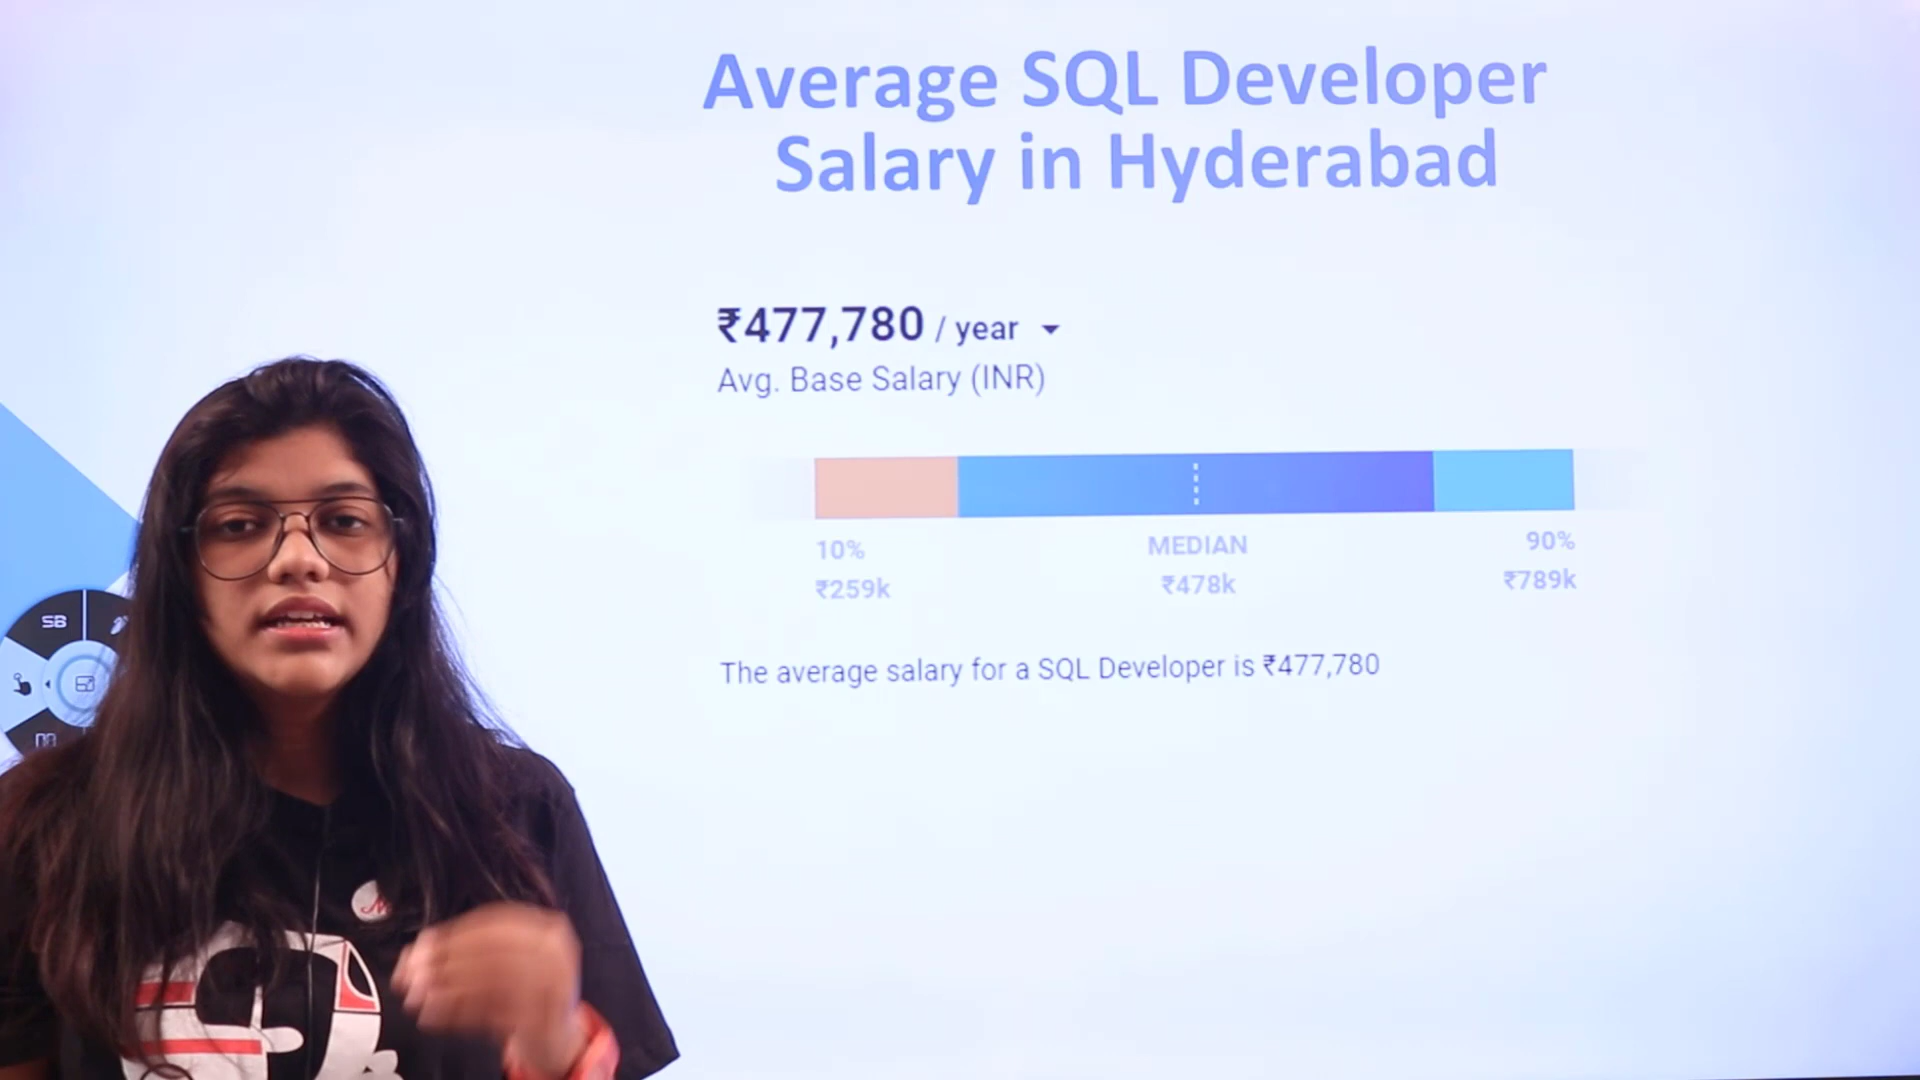 Average SQL Developer
Salary in Hyderabad
₹477,780 / year
Avg. Base Salary (INR)
10% MEDIAN 90%
₹259k ₹478k ₹789k
The average salary for a SQL Developer is ₹477,780
SB